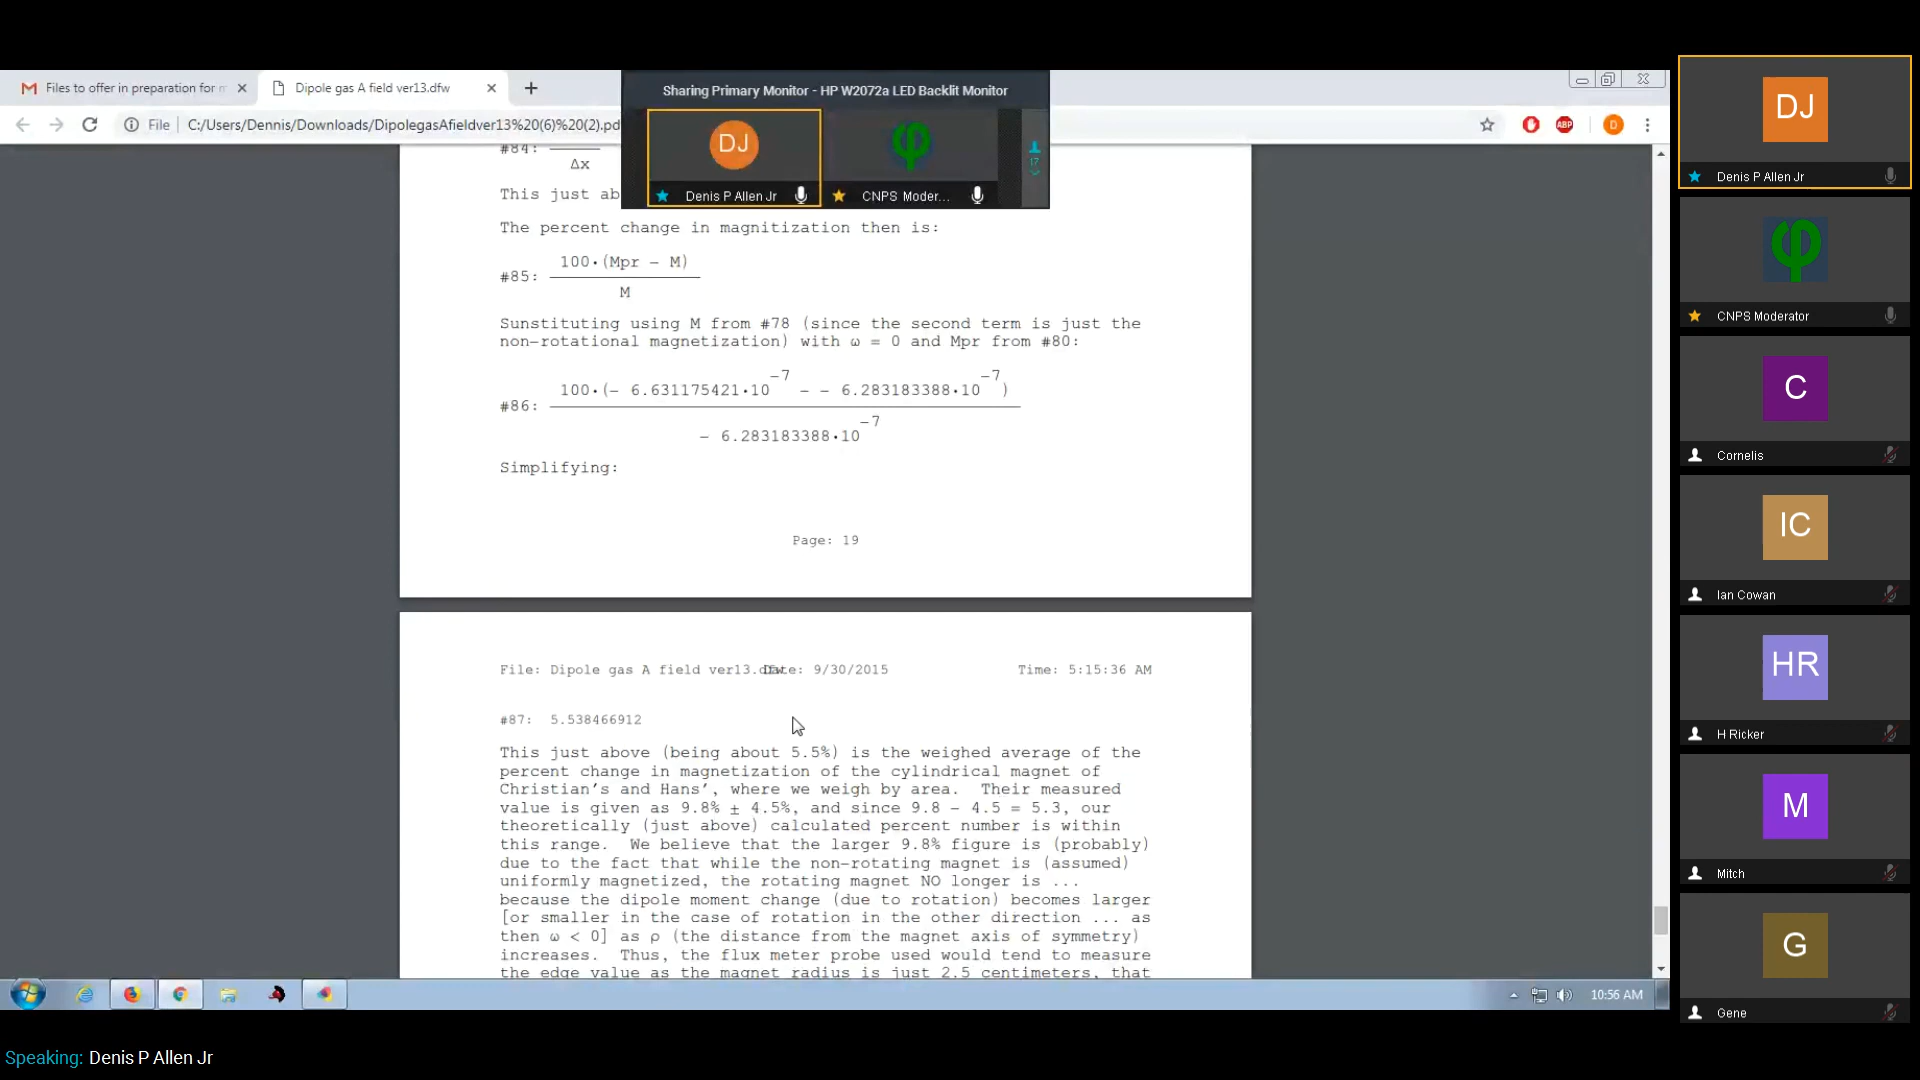 Files to offer in preparation for m
Dipole gas A field ver13.dfw
Sharing Primary Monitor - HP W2072a LED Backlit Monitor
File
C:/Users/Dennis/Downloads/DipolegasAfieldver13%20(6)%20(2).pd
ABP
D
DJ
Denis P Allen Jr
CNPS Moder...
17
#84:
Δx
This just ab
The percent change in magnitization then is:
100·(Mpr - M)
#85:
M
Sunstituting using M from #78 (since the second term is just the
non-rotational magnetization) with ω = 0 and Mpr from #80:
-7 -7
100·(- 6.631175421·10 - - 6.283183388·10 )
#86:
-7
- 6.283183388·10
Simplifying:
Page: 19
File: Dipole gas A field ver13.dfw Date: 9/30/2015 Time: 5:15:36 AM
#87: 5.538466912
This just above (being about 5.5%) is the weighed average of the
percent change in magnetization of the cylindrical magnet of
Christian's and Hans', where we weigh by area. Their measured
value is given as 9.8% ± 4.5%, and since 9.8 - 4.5 = 5.3, our
theoretically (just above) calculated percent number is within
this range. We believe that the larger 9.8% figure is (probably)
due to the fact that while the non-rotating magnet is (assumed)
uniformly magnetized, the rotating magnet NO longer is ...
because the dipole moment change (due to rotation) becomes larger
[or smaller in the case of rotation in the other direction ... as
then ω < 0] as ρ (the distance from the magnet axis of symmetry)
increases. Thus, the flux meter probe used would tend to measure
the edge value as the magnet radius is just 2.5 centimeters, that
10:56 AM
DJ
Denis P Allen Jr
CNPS Moderator
C
Cornelis
IC
Ian Cowan
HR
H Ricker
M
Mitch
G
Gene
Speaking: Denis P Allen Jr